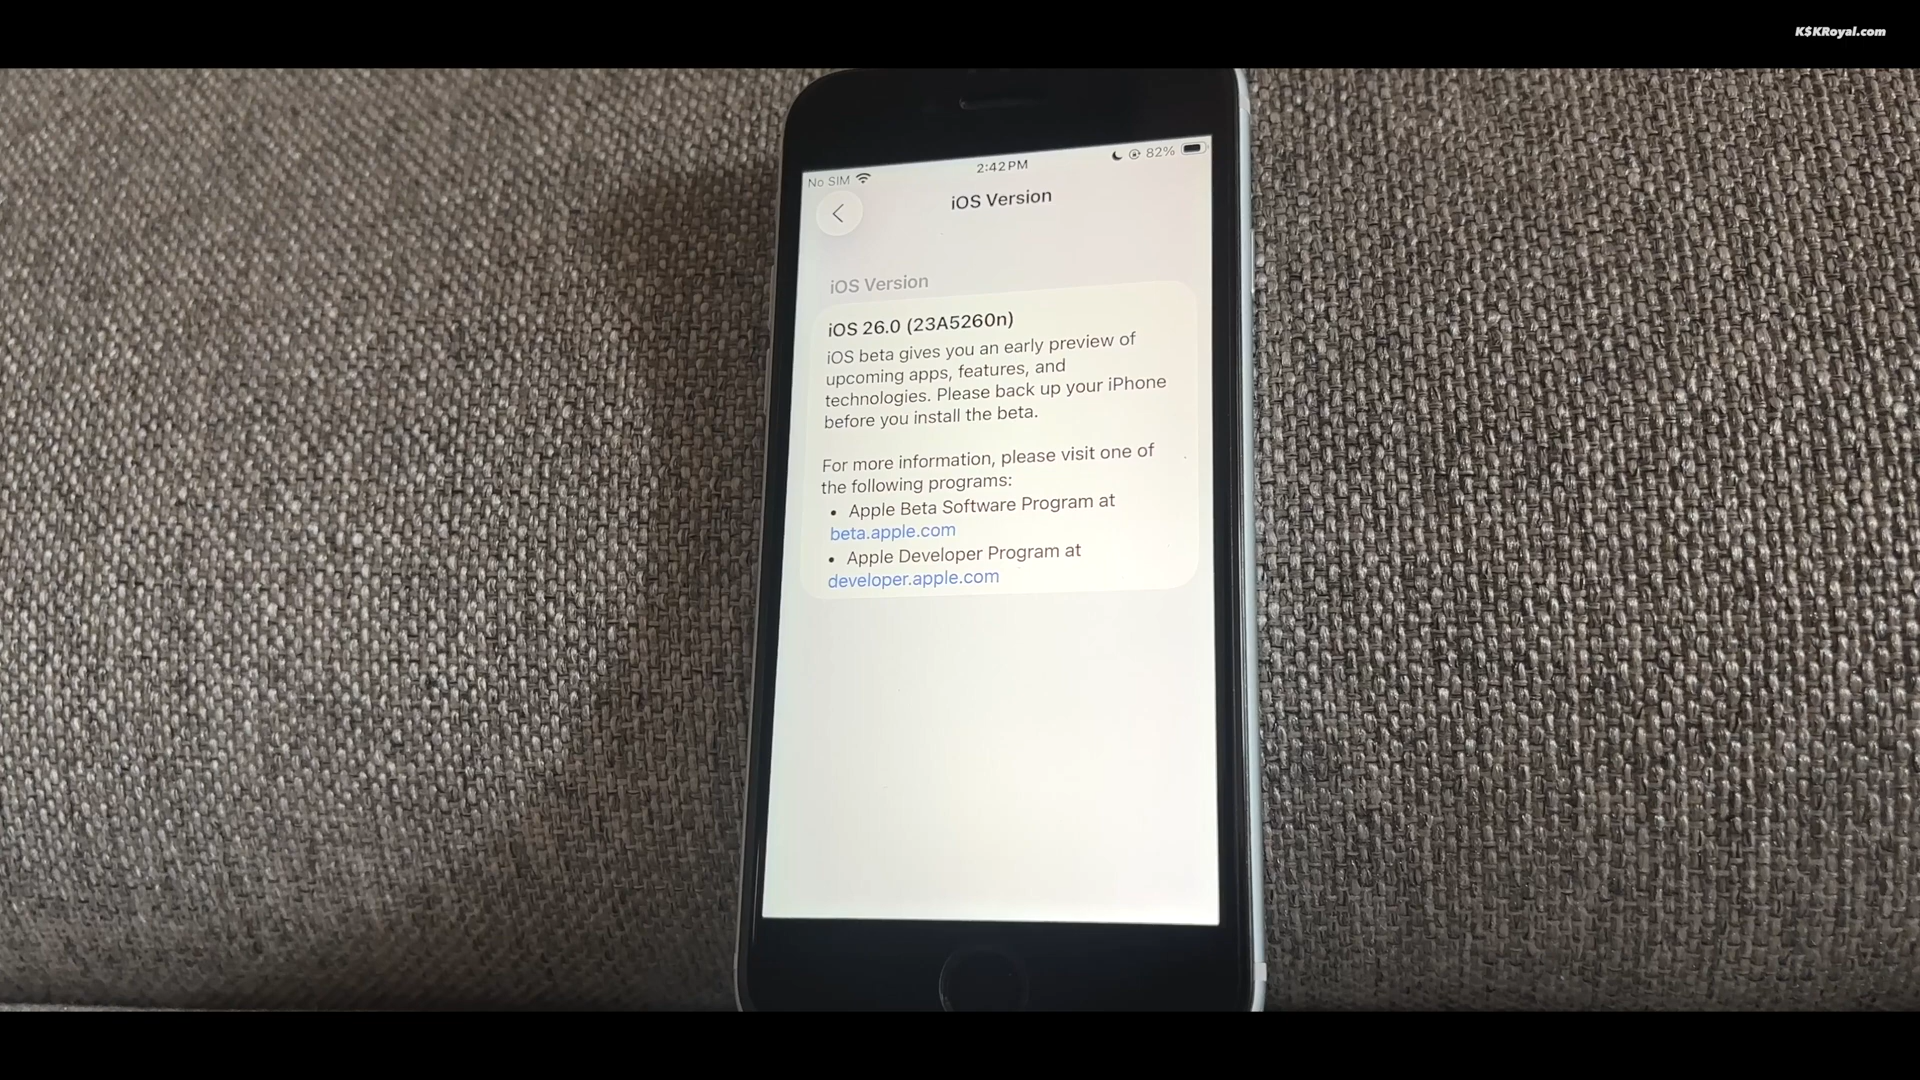 K$KRoyal.com
No SIM
2:42 PM
82%
iOS Version
iOS Version
iOS 26.0 (23A5260n)
iOS beta gives you an early preview of
upcoming apps, features, and
technologies. Please back up your iPhone
before you install the beta.
For more information, please visit one of
the following programs:
• Apple Beta Software Program at
beta.apple.com
• Apple Developer Program at
developer.apple.com